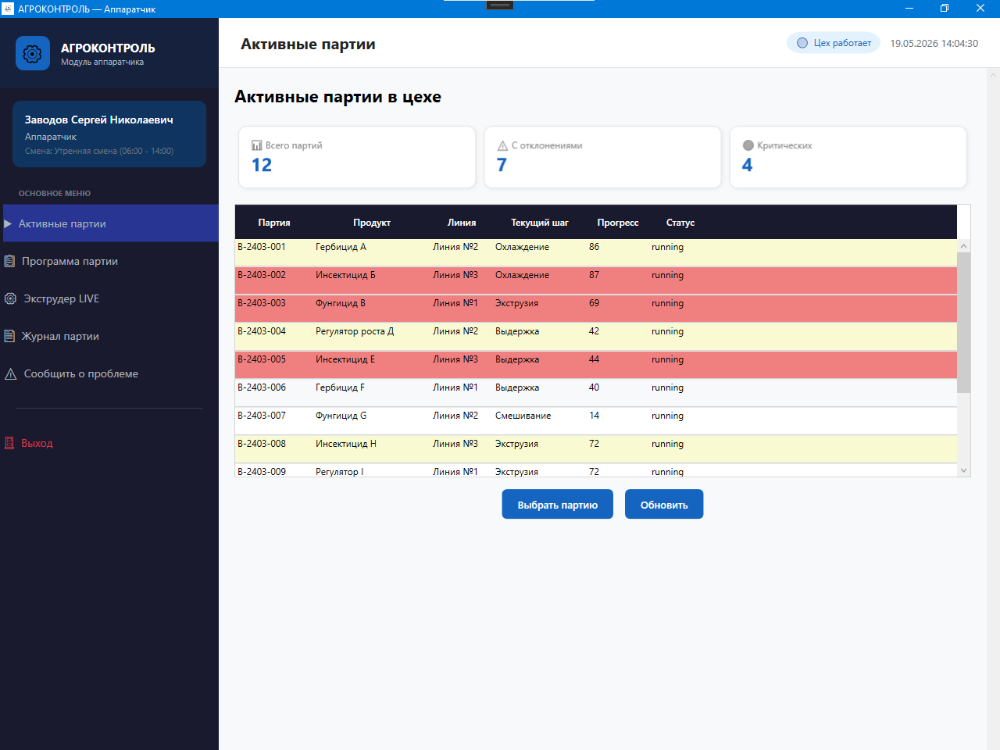 АГРОКОНТРОЛЬ — Аппаратчик
АГРОКОНТРОЛЬ
Модуль аппаратчика
Заводов Сергей Николаевич
Аппаратчик
Смена: Утренняя смена (06:00 - 14:00)
ОСНОВНОЕ МЕНЮ
Активные партии
Программа партии
Экструдер LIVE
Журнал партии
Сообщить о проблеме
Выход
Активные партии
Цех работает
19.05.2026 14:04:30
Активные партии в цехе
Всего партий
12
С отклонениями
7
Критических
4
Партия Продукт Линия Текущий шаг Прогресс Статус
B-2403-001 Гербицид А Линия №2 Охлаждение 86 running
B-2403-002 Инсектицид Б Линия №3 Охлаждение 87 running
B-2403-003 Фунгицид В Линия №1 Экструзия 69 running
B-2403-004 Регулятор роста Д Линия №2 Выдержка 42 running
B-2403-005 Инсектицид Е Линия №3 Выдержка 44 running
B-2403-006 Гербицид F Линия №1 Выдержка 40 running
B-2403-007 Фунгицид G Линия №2 Смешивание 14 running
B-2403-008 Инсектицид H Линия №3 Экструзия 72 running
B-2403-009 Регулятор I Линия №1 Экструзия 72 running
Выбрать партию
Обновить